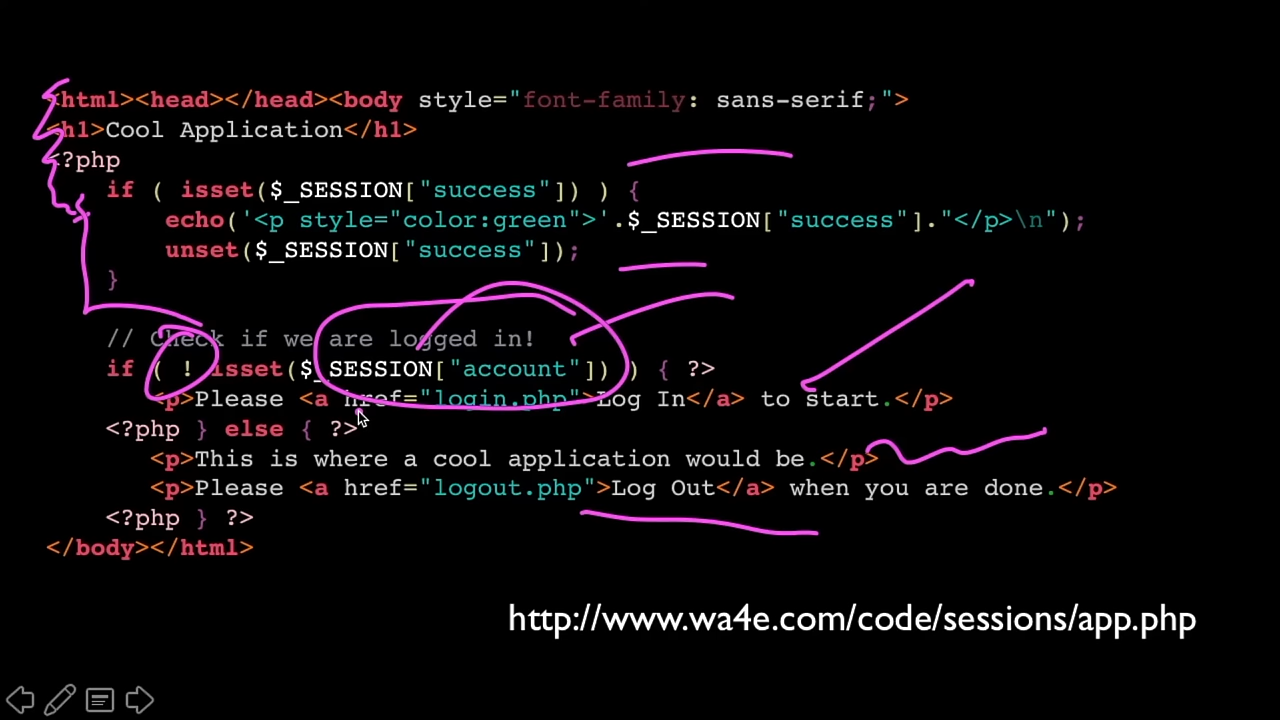 <html><head></head><body style="font-family: sans-serif;">
<h1>Cool Application</h1>
<?php
if ( isset($_SESSION["success"]) ) {
echo('<p style="color:green">'.$_SESSION["success"]."</p>\n");
unset($_SESSION["success"]);
}
// Check if we are logged in!
if ( ! isset($_SESSION["account"]) ) { ?>
<p>Please <a href="login.php">Log In</a> to start.</p>
<?php } else { ?>
<p>This is where a cool application would be.</p>
<p>Please <a href="logout.php">Log Out</a> when you are done.</p>
<?php } ?>
</body></html>
http://www.wa4e.com/code/sessions/app.php